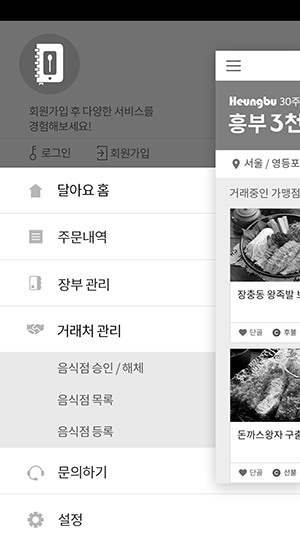 회원가입 후 다양한 서비스를
경험해보세요!
로그인
회원가입
달아요 홈
주문내역
장부 관리
거래처 관리
음식점 승인 / 해체
음식점 목록
음식점 등록
문의하기
설정
Heungbu 30주
흥부 3천
서울 / 영등포
거래중인 가맹점
장충동 왕족발
단골
후불
돈까스왕자 구출
단골
선불